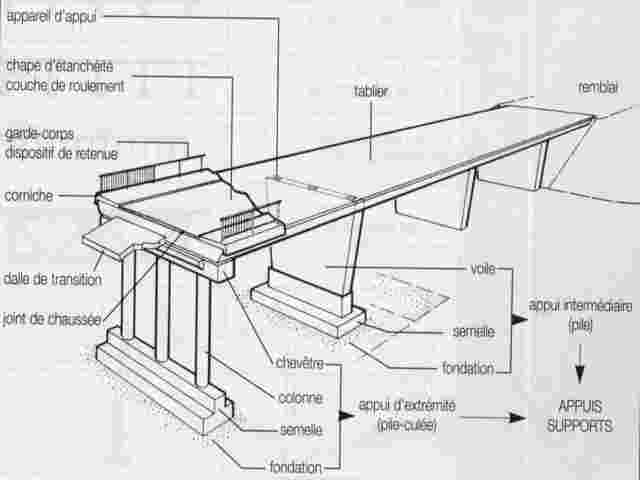 appareil d'appui
chape d'étanchéité
couche de roulement
tablier
remblai
garde-corps
dispositif de retenue
corniche
dalle de transition
joint de chaussée
voile
appui intermédiaire
(pile)
semelle
fondation
chevêtre
colonne
appui d'extrémité
(pile-culée)
semelle
fondation
APPUIS
SUPPORTS